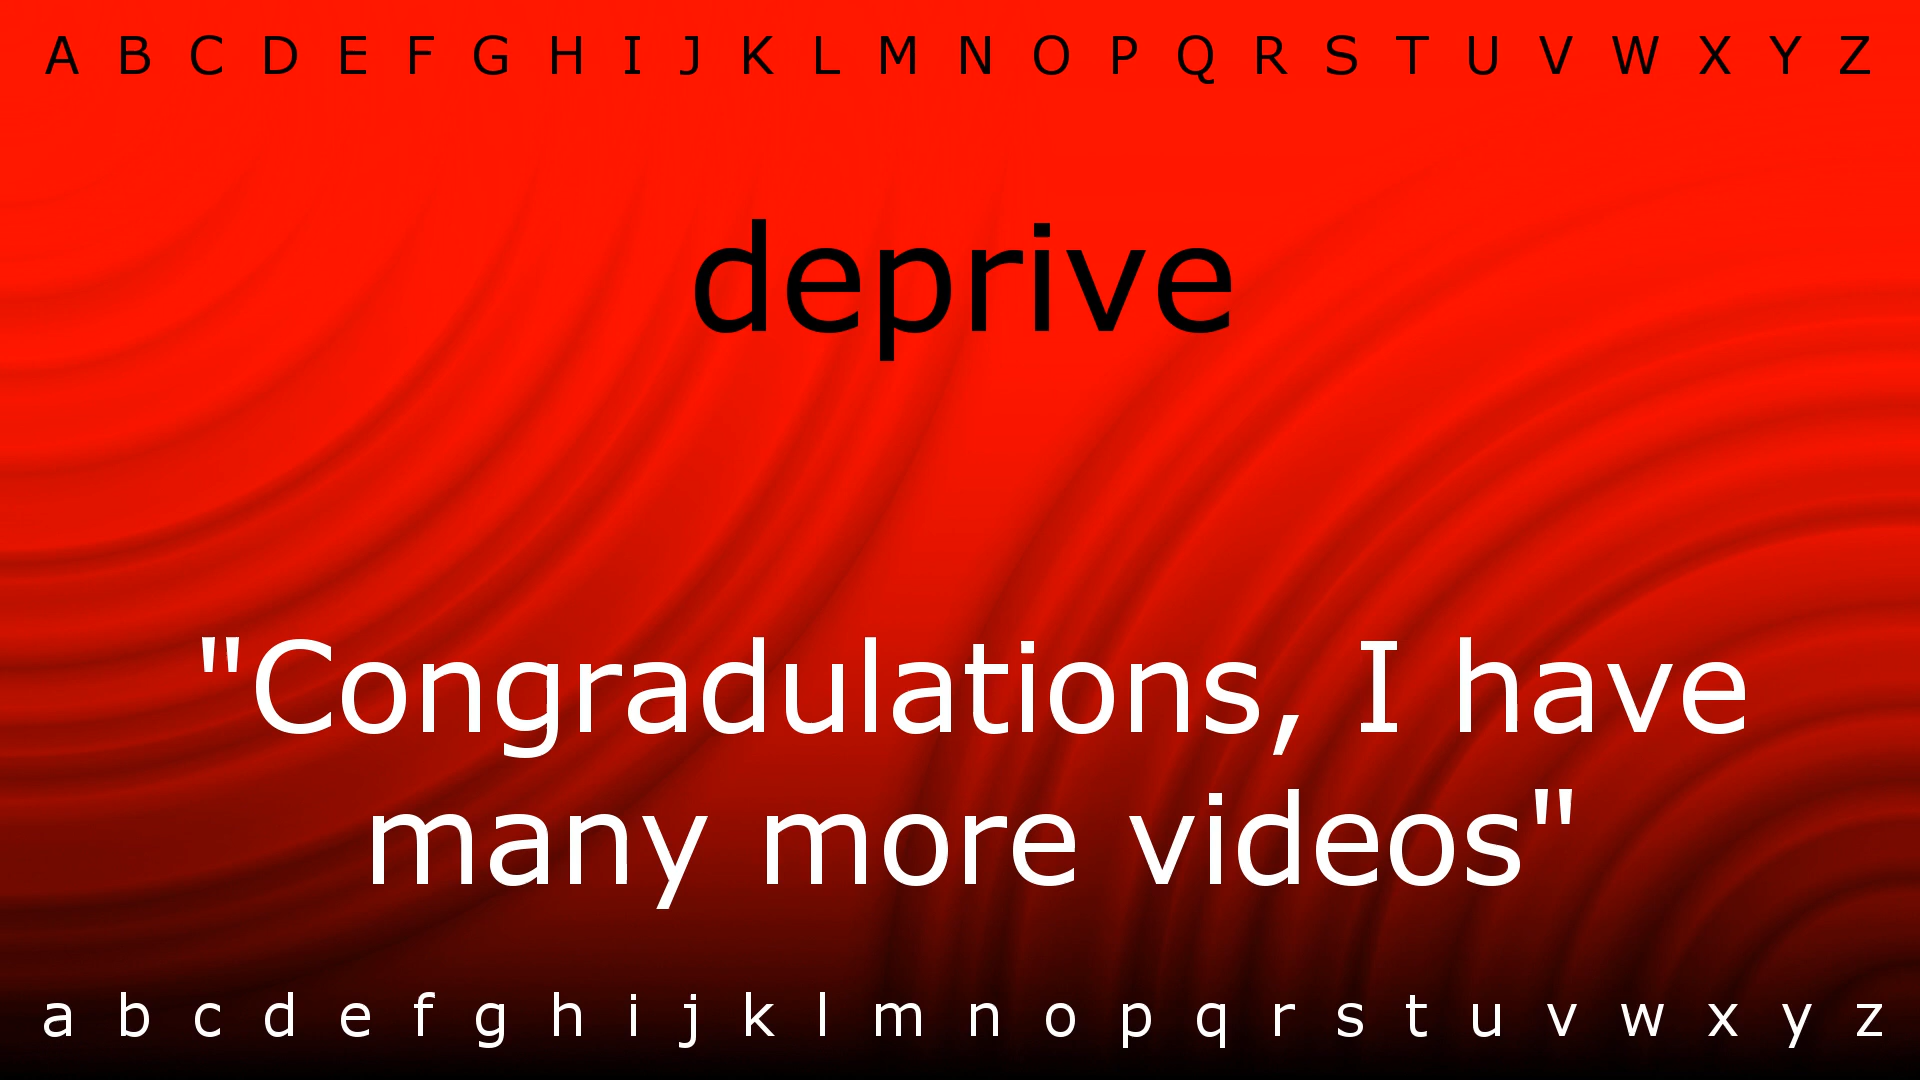 A B C D E F G H I J K L M N O P Q R S T U V W X Y Z
deprive
"Congradulations, I have
many more videos"
a b c d e f g h i j k l m n o p q r s t u v w x y z